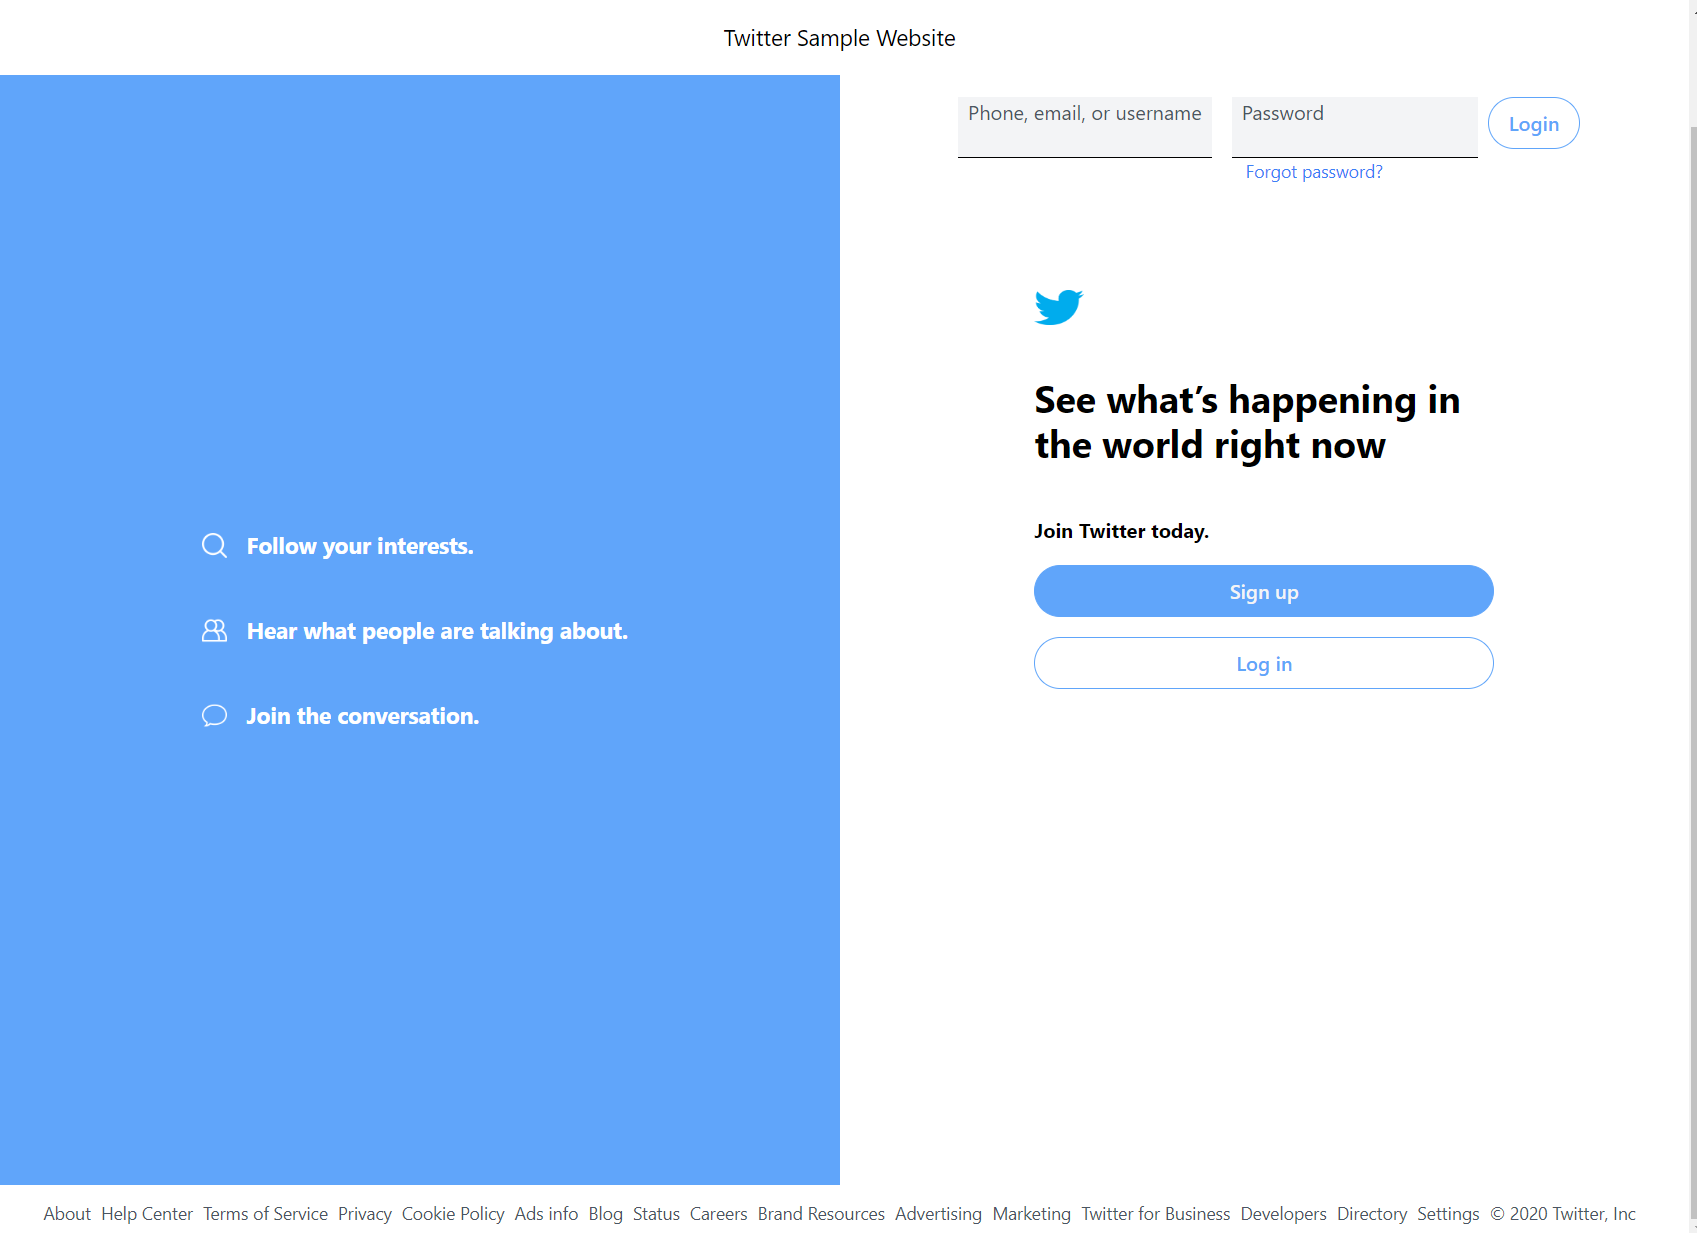 Twitter Sample Website
Phone, email, or username
Password
Login
Forgot password?
See what’s happening in
the world right now
Join Twitter today.
Sign up
Log in
Follow your interests.
Hear what people are talking about.
Join the conversation.
About Help Center Terms of Service Privacy Cookie Policy Ads info Blog Status Careers Brand Resources Advertising Marketing Twitter for Business Developers Directory Settings © 2020 Twitter, Inc